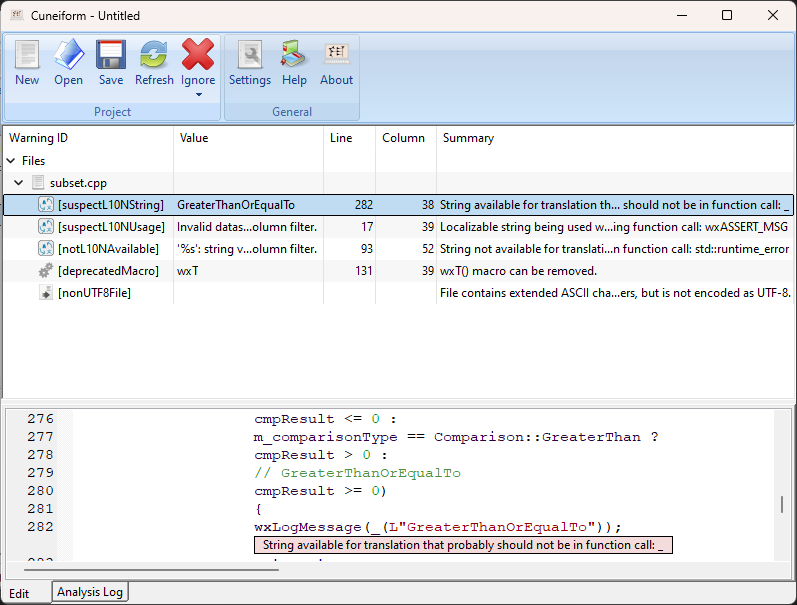 Cuneiform - Untitled
New Open Save Refresh Ignore Settings Help About
Project General
Warning ID Value Line Column Summary
Files
subset.cpp
[suspectL10NString] GreaterThanOrEqualTo 282 38 String available for translation th... should not be in function call: _
[suspectL10NUsage] Invalid datas...olumn filter. 17 39 Localizable string being used w...ing function call: wxASSERT_MSG
[notL10NAvailable] '%s': string v...olumn filter. 93 52 String not available for translati...n function call: std::runtime_error
[deprecatedMacro] wxT 131 39 wxT() macro can be removed.
[nonUTF8File] File contains extended ASCII cha...ers, but is not encoded as UTF-8.
276 cmpResult <= 0 :
277 m_comparisonType == Comparison::GreaterThan ?
278 cmpResult > 0 :
279 // GreaterThanOrEqualTo
280 cmpResult >= 0)
281 {
282 wxLogMessage(_(L"GreaterThanOrEqualTo"));
String available for translation that probably should not be in function call: _
Edit Analysis Log